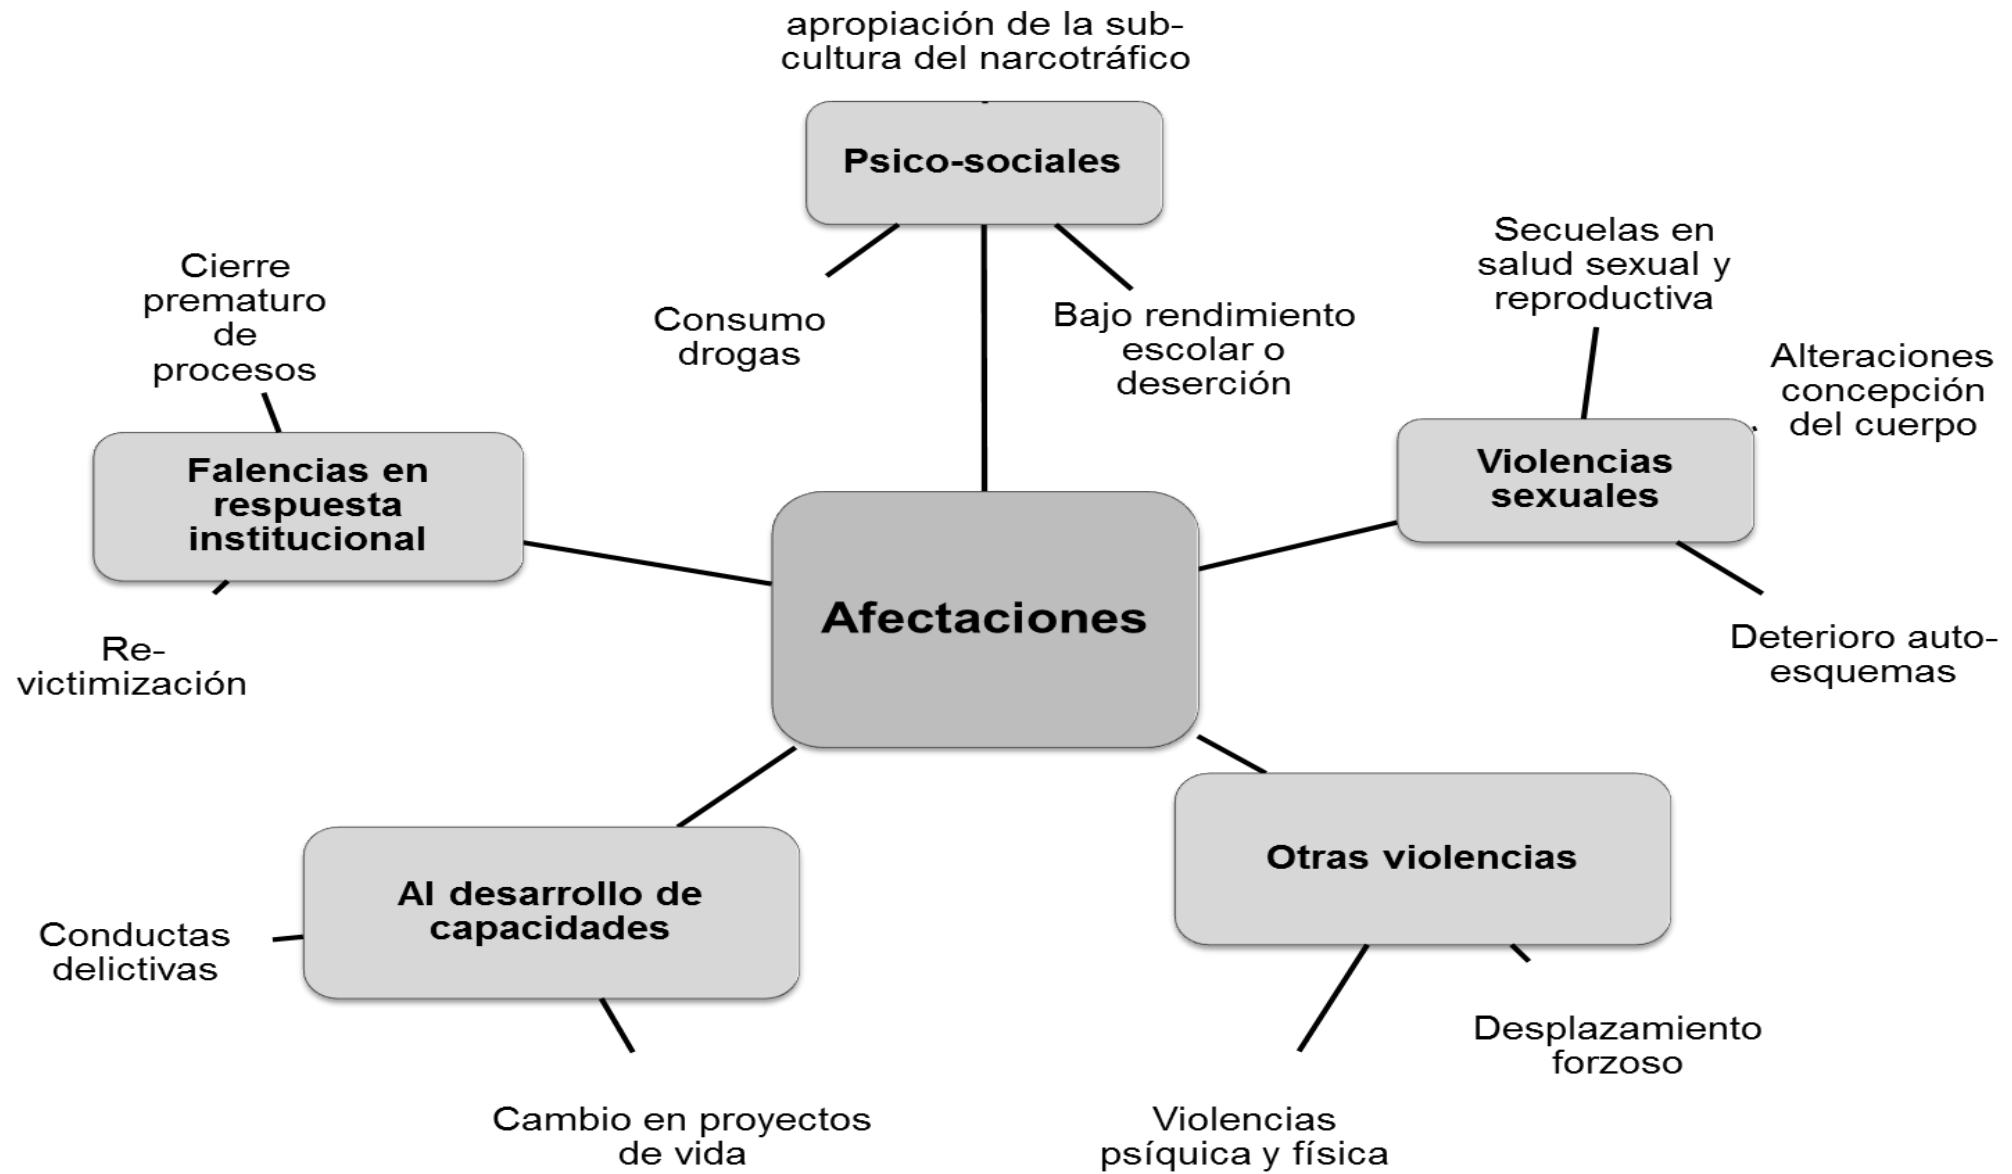 apropiación de la sub-
cultura del narcotráfico
Psico-sociales
Consumo
drogas
Bajo rendimiento
escolar o
deserción
Secuelas en
salud sexual y
reproductiva
Alteraciones
concepción
del cuerpo
Violencias
sexuales
Deterioro auto-
esquemas
Cierre
prematuro
de
procesos
Falencias en
respuesta
institucional
Re-
victimización
Afectaciones
Otras violencias
Desplazamiento
forzoso
Violencias
psíquica y física
Al desarrollo de
capacidades
Conductas
delictivas
Cambio en proyectos
de vida